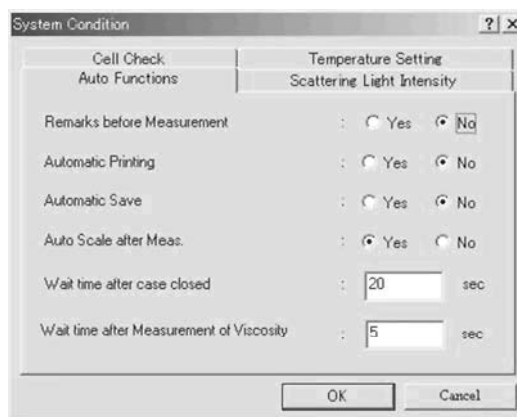 System Condition
Cell Check Temperature Setting
Auto Functions Scattering Light Intensity
Remarks before Measurement : Yes No
Automatic Printing : Yes No
Automatic Save : Yes No
Auto Scale after Meas. : Yes No
Wait time after case closed : 20 sec
Wait time after Measurement of Viscosity : 5 sec
OK Cancel